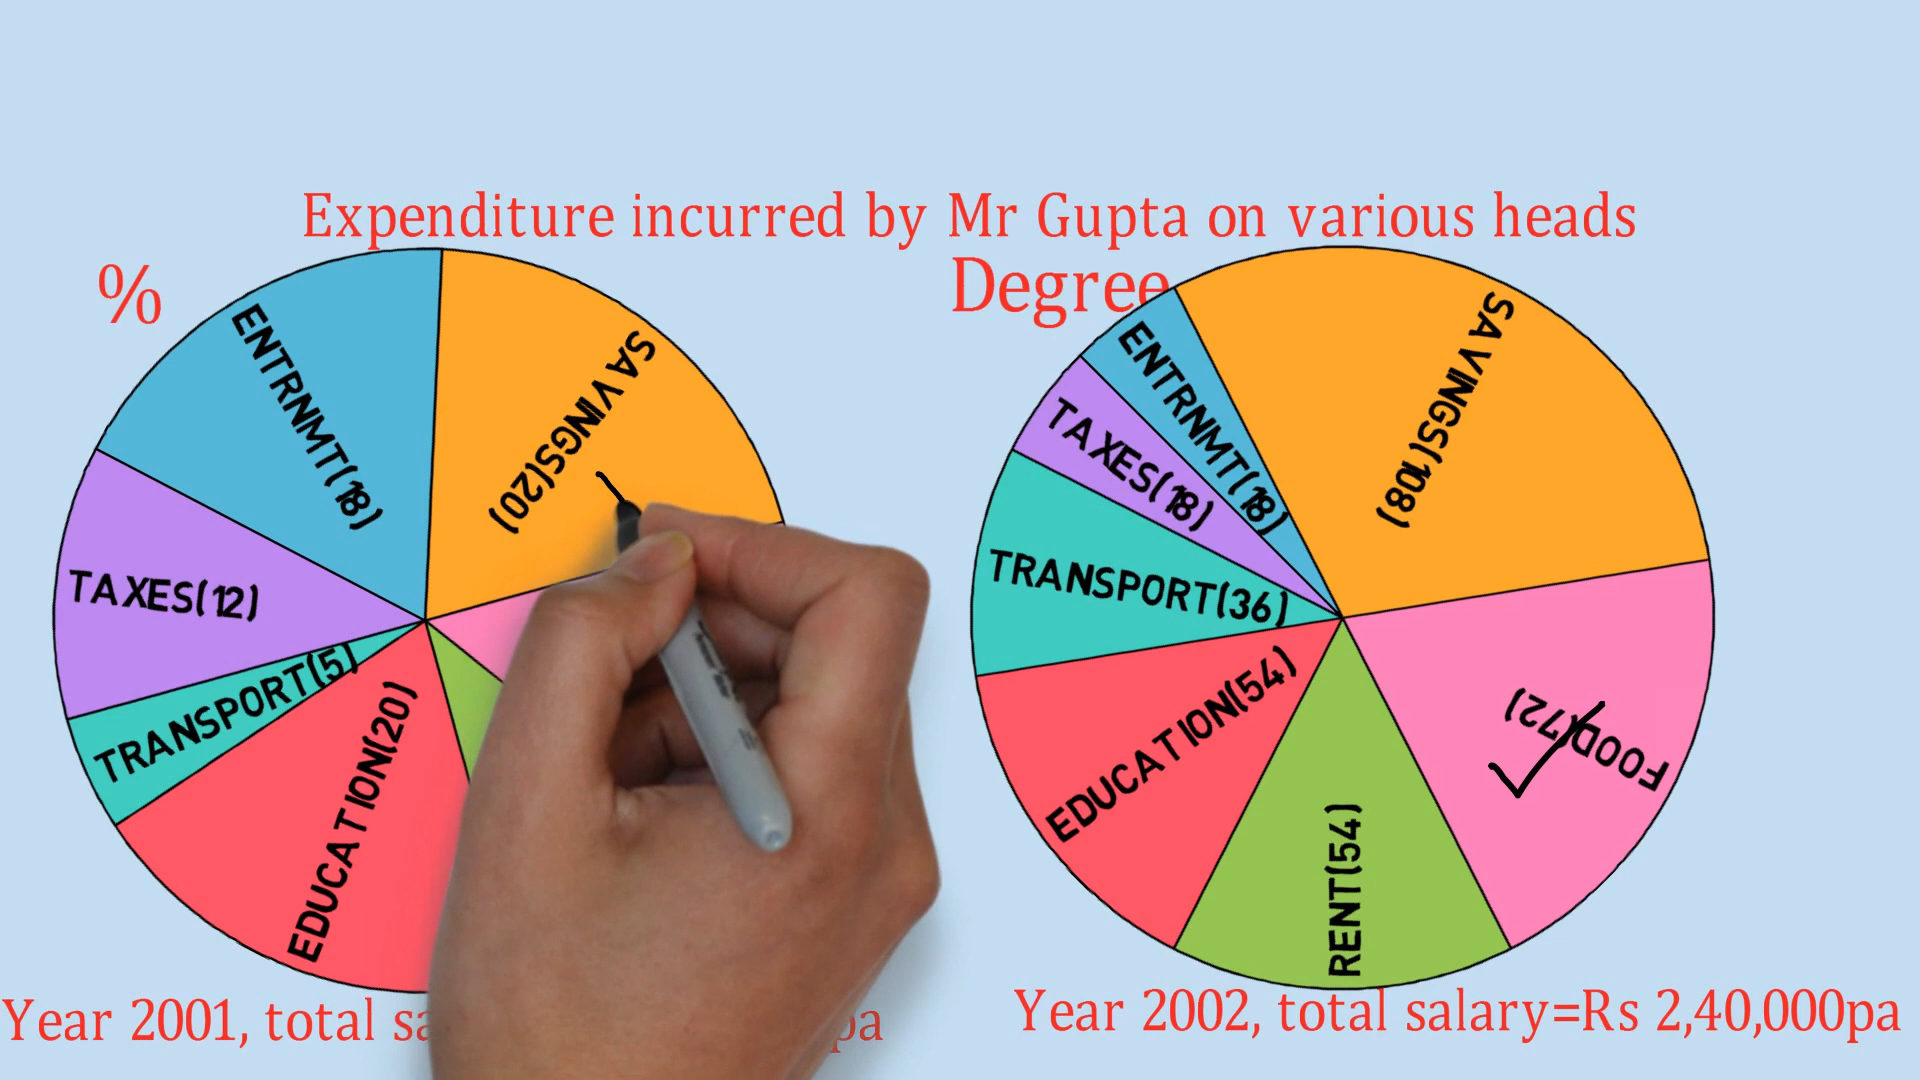 Expenditure incurred by Mr Gupta on various heads
%
Degree
ENTRNMT(18)
SAVINGS(20)
TAXES(12)
TRANSPORT(5)
EDUCATION(20)
ENTRNMT(18)
SAVINGS(108)
TAXES(18)
TRANSPORT(36)
EDUCATION(54)
RENT(54)
FOOD(72)
Year 2001, total
Year 2002, total salary=Rs 2,40,000pa